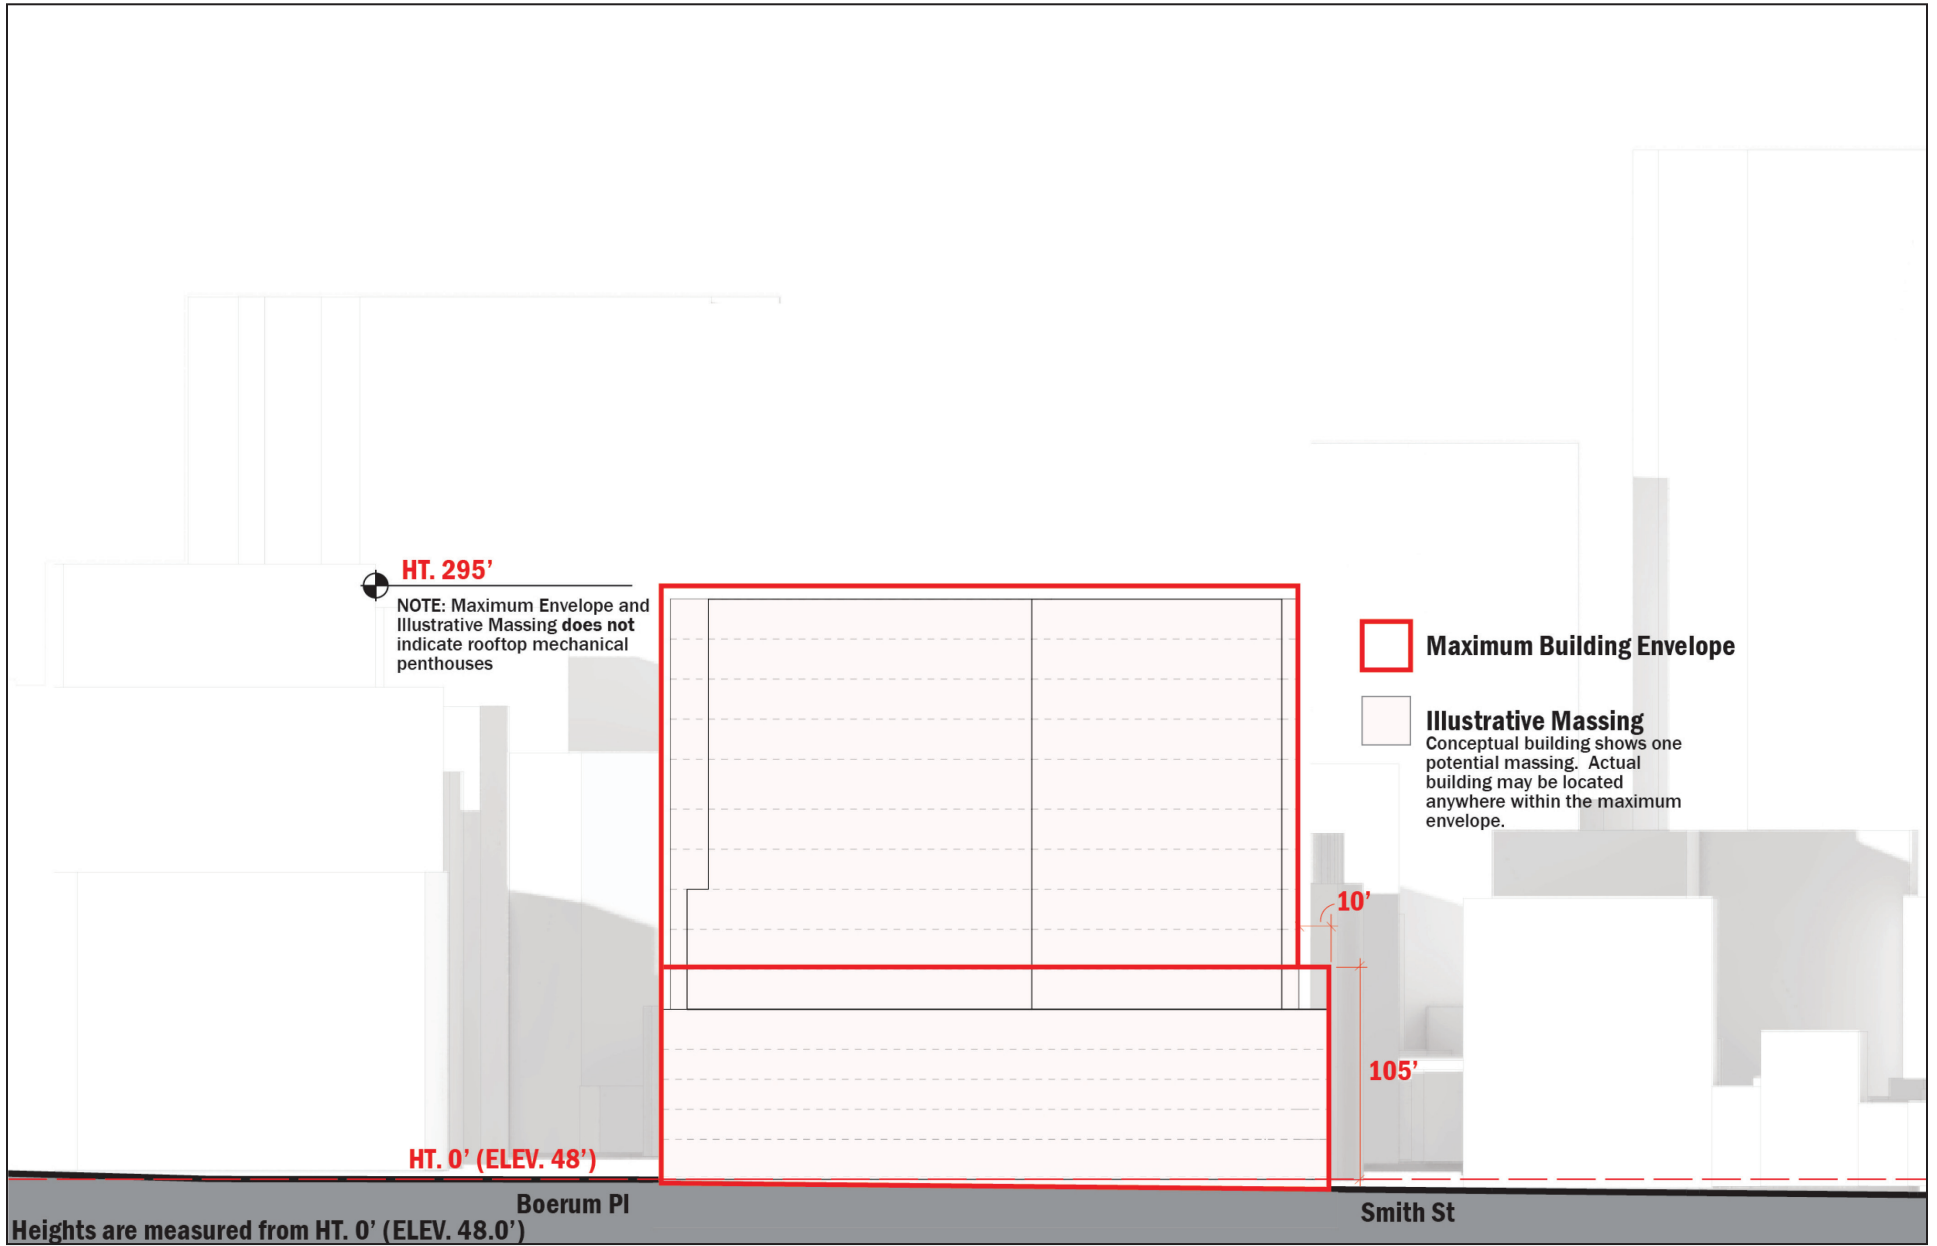 HT. 295’
NOTE: Maximum Envelope and
Illustrative Massing does not
indicate rooftop mechanical
penthouses
Maximum Building Envelope
Illustrative Massing
Conceptual building shows one
potential massing.  Actual
building may be located
anywhere within the maximum
envelope.
10’
105’
HT. 0’ (ELEV. 48’)
Boerum Pl
Smith St
Heights are measured from HT. 0’ (ELEV. 48.0’)